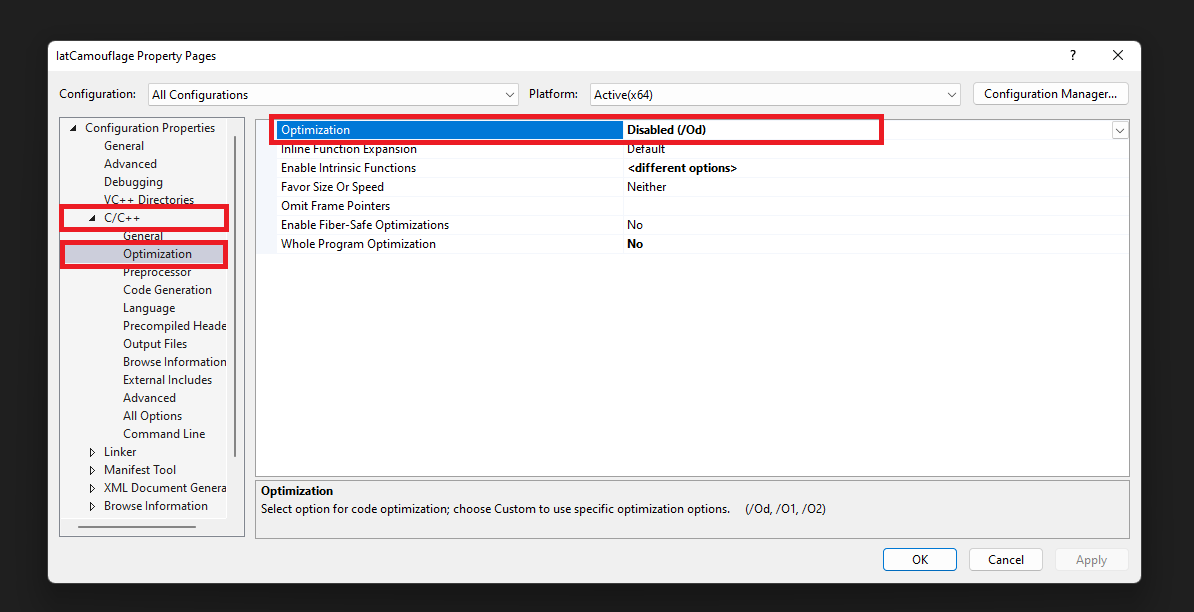 IatCamouflage Property Pages
?
Configuration: All Configurations Platform: Active(x64) Configuration Manager...
Configuration Properties
General
Advanced
Debugging
VC++ Directories
C/C++
General
Optimization
Preprocessor
Code Generation
Language
Precompiled Heade
Output Files
Browse Information
External Includes
Advanced
All Options
Command Line
Linker
Manifest Tool
XML Document Genera
Browse Information
Optimization Disabled (/Od)
Inline Function Expansion Default
Enable Intrinsic Functions <different options>
Favor Size Or Speed Neither
Omit Frame Pointers
Enable Fiber-Safe Optimizations No
Whole Program Optimization No
Optimization
Select option for code optimization; choose Custom to use specific optimization options. (/Od, /O1, /O2)
OK Cancel Apply